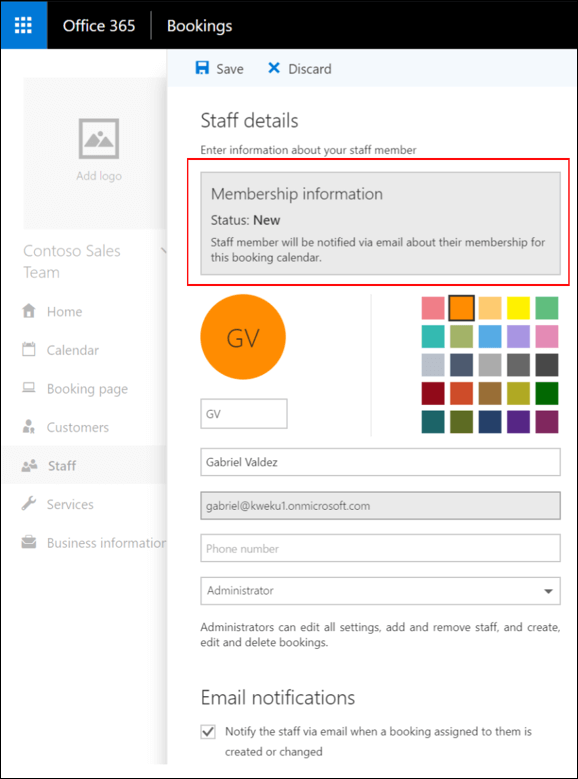 Office 365
Bookings
Save
Discard
Add logo
Contoso Sales
Team
Home
Calendar
Booking page
Customers
Staff
Services
Business information
Staff details
Enter information about your staff member
Membership information
Status: New
Staff member will be notified via email about their membership for
this booking calendar.
GV
GV
Gabriel Valdez
gabriel@kweku1.onmicrosoft.com
Phone number
Administrator
Administrators can edit all settings, add and remove staff, and create,
edit and delete bookings.
Email notifications
Notify the staff via email when a booking assigned to them is
created or changed